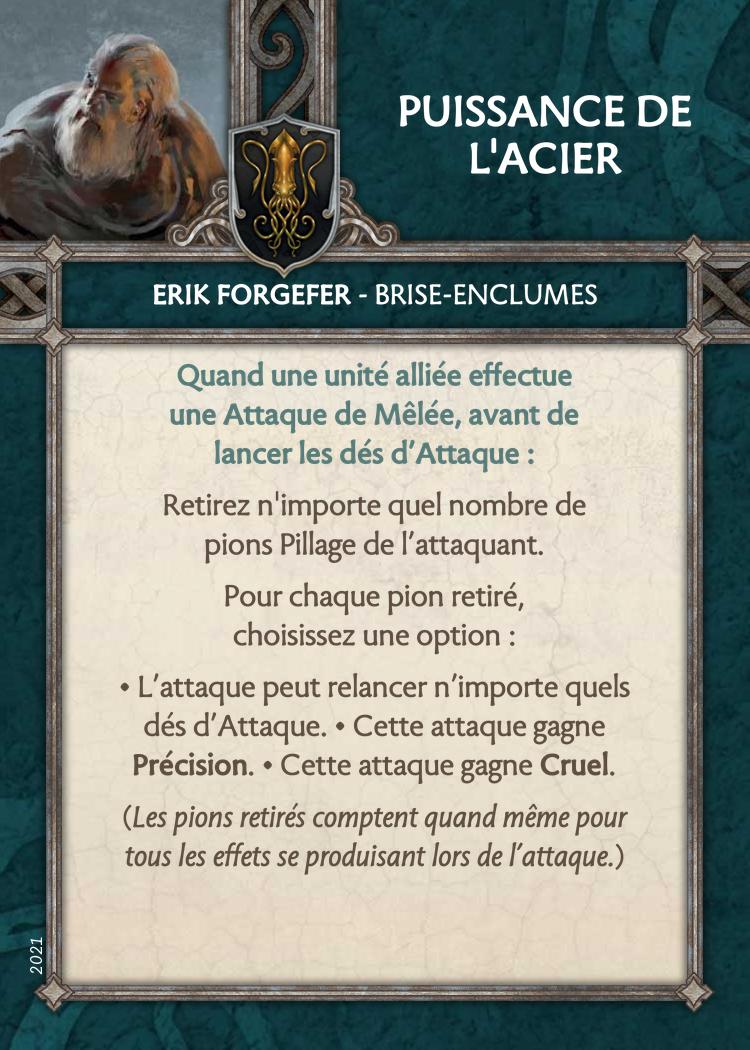 PUISSANCE DE
L'ACIER
ERIK FORGEFER - BRISE-ENCLUMES
Quand une unité alliée effectue
une Attaque de Mêlée, avant de
lancer les dés d’Attaque :
Retirez n'importe quel nombre de
pions Pillage de l’attaquant.
Pour chaque pion retiré,
choisissez une option :
• L’attaque peut relancer n’importe quels
dés d’Attaque. • Cette attaque gagne
Précision. • Cette attaque gagne Cruel.
(Les pions retirés comptent quand même pour
tous les effets se produisant lors de l’attaque.)
2021